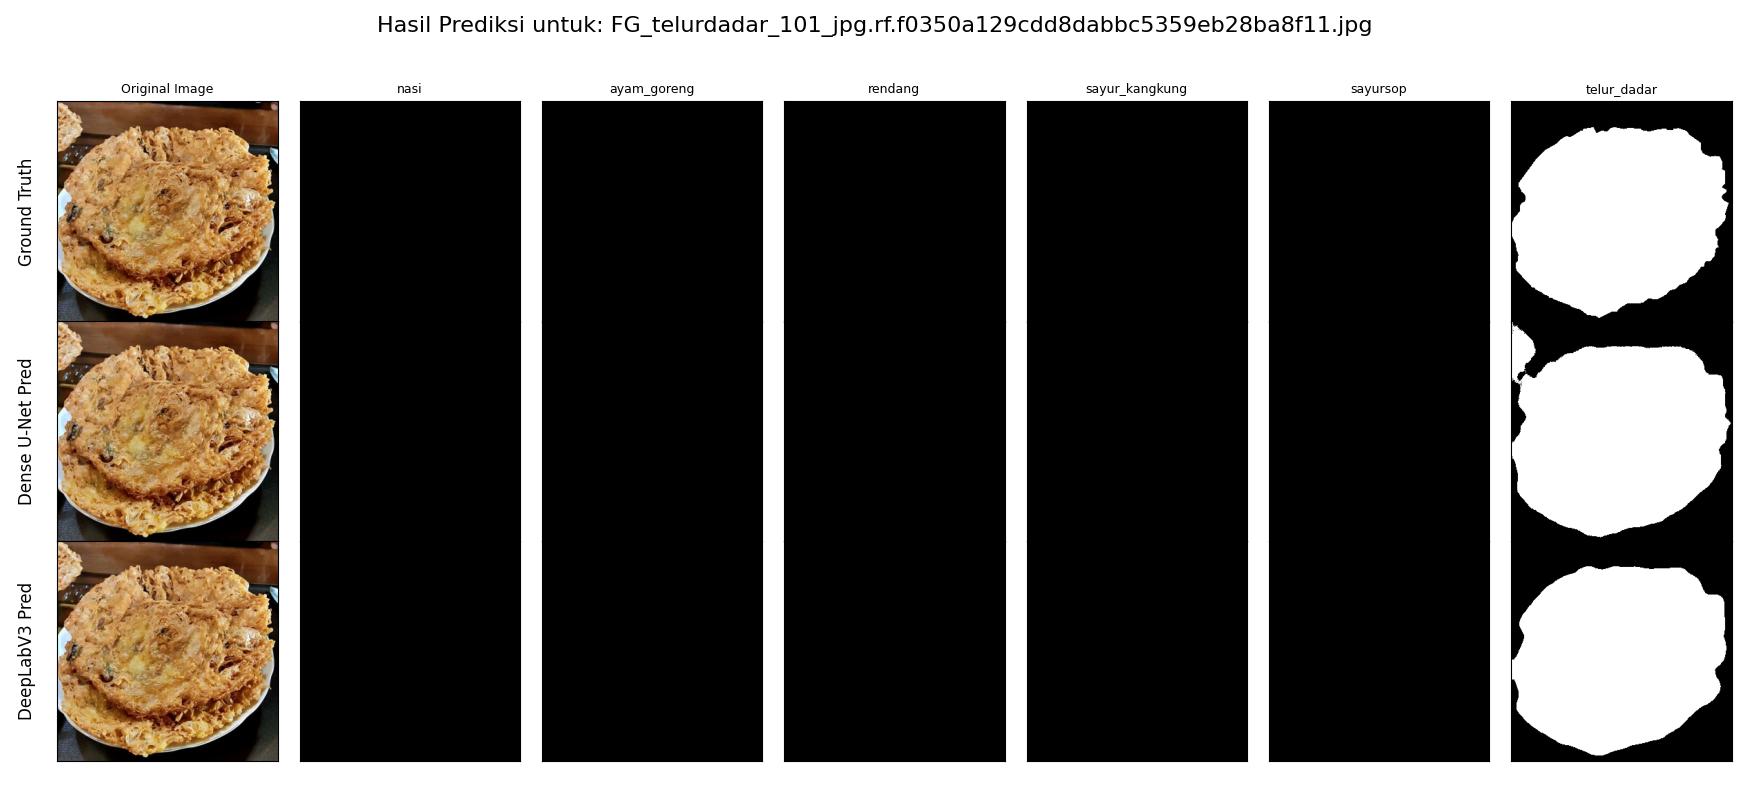 Hasil Prediksi untuk: FG_telurdadar_101_jpg.rf.f0350a129cdd8dabbc5359eb28ba8f11.jpg
Original Image
nasi
ayam_goreng
rendang
sayur_kangkung
sayursop
telur_dadar
Ground Truth
Dense U-Net Pred
DeepLabV3 Pred